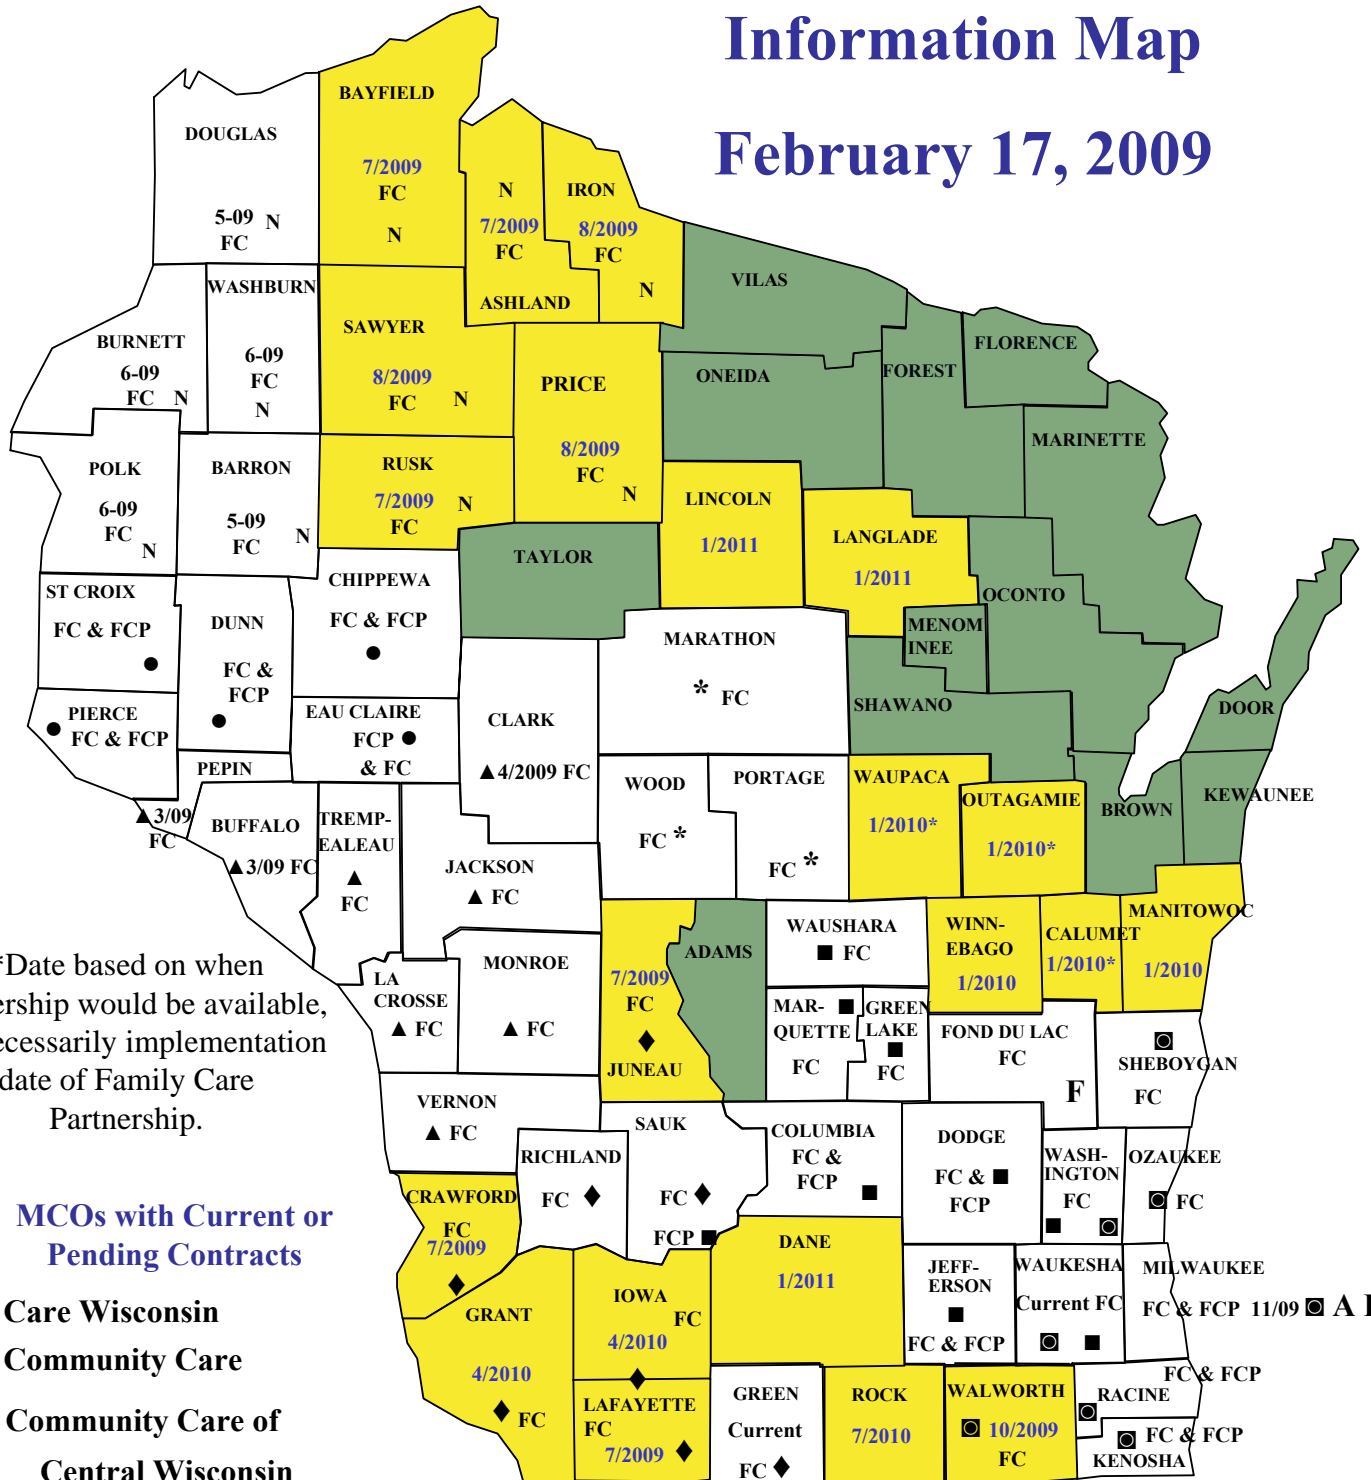 Information Map
February 17, 2009
BAYFIELD
7/2009
FC
N
DOUGLAS
5-09 N
FC
N
7/2009
FC
ASHLAND
IRON
8/2009
FC
N
VILAS
WASHBURN
6-09
FC
N
BURNETT
6-09
FC N
SAWYER
8/2009
FC N
PRICE
8/2009
FC
N
ONEIDA
FOREST
FLORENCE
MARINETTE
POLK
6-09
FC
N
BARRON
5-09
FC N
RUSK
7/2009 N
FC
LINCOLN
1/2011
LANGLADE
1/2011
TAYLOR
OCONTO
MENOM
INEE
ST CROIX
FC & FCP
●
DUNN
FC &
FCP
●
CHIPPEWA
FC & FCP
●
MARATHON
* FC
SHAWANO
DOOR
PIERCE
● FC & FCP
EAU CLAIRE
FCP ●
& FC
CLARK
▲4/2009 FC
WOOD
FC *
PORTAGE
FC *
WAUPACA
1/2010*
OUTAGAMIE
1/2010*
BROWN
KEWAUNEE
PEPIN
▲3/09
FC
BUFFALO
▲3/09 FC
TREMP-
EALEAU
▲
FC
JACKSON
▲ FC
ADAMS
WAUSHARA
■ FC
WINN-
EBAGO
1/2010
CALUMET
1/2010*
MANITOWOC
1/2010
*Date based on when
ership would be available,
ecessarily implementation
date of Family Care
Partnership.
LA
CROSSE
▲ FC
MONROE
▲ FC
7/2009
FC
♦
JUNEAU
MAR- ■
QUETTE
FC
GREEN
LAKE
■
FC
FOND DU LAC
FC
F
◙
SHEBOYGAN
FC
VERNON
▲ FC
RICHLAND
FC ♦
SAUK
FC ♦
FCP ■
COLUMBIA
FC &
FCP ■
DODGE
FC & ■
FCP
WASH-
INGTON
FC
■ ◙
OZAUKEE
◙ FC
CRAWFORD
FC
7/2009
♦
MCOs with Current or
Pending Contracts
Care Wisconsin
Community Care
Community Care of
Central Wisconsin
GRANT
4/2010
♦ FC
IOWA
FC
4/2010
♦
DANE
1/2011
JEFF-
ERSON
■
FC & FCP
WAUKESHA
Current FC
◙ ■
MILWAUKEE
FC & FCP 11/09 ◙ A
LAFAYETTE
FC
7/2009 ♦
GREEN
Current
FC ♦
ROCK
7/2010
WALWORTH
◙ 10/2009
FC
FC & FCP
RACINE
◙
◙ FC & FCP
KENOSHA